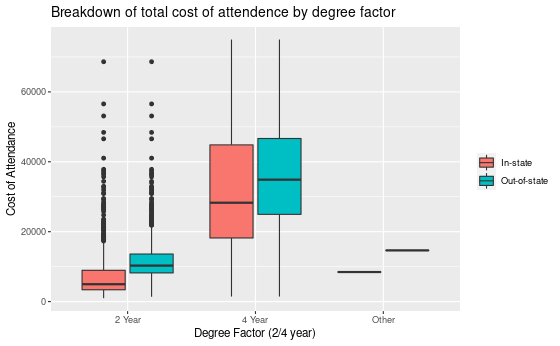 Breakdown of total cost of attendence by degree factor
Cost of Attendance
60000
40000
20000
0
2 Year
4 Year
Other
Degree Factor (2/4 year)
In-state
Out-of-state